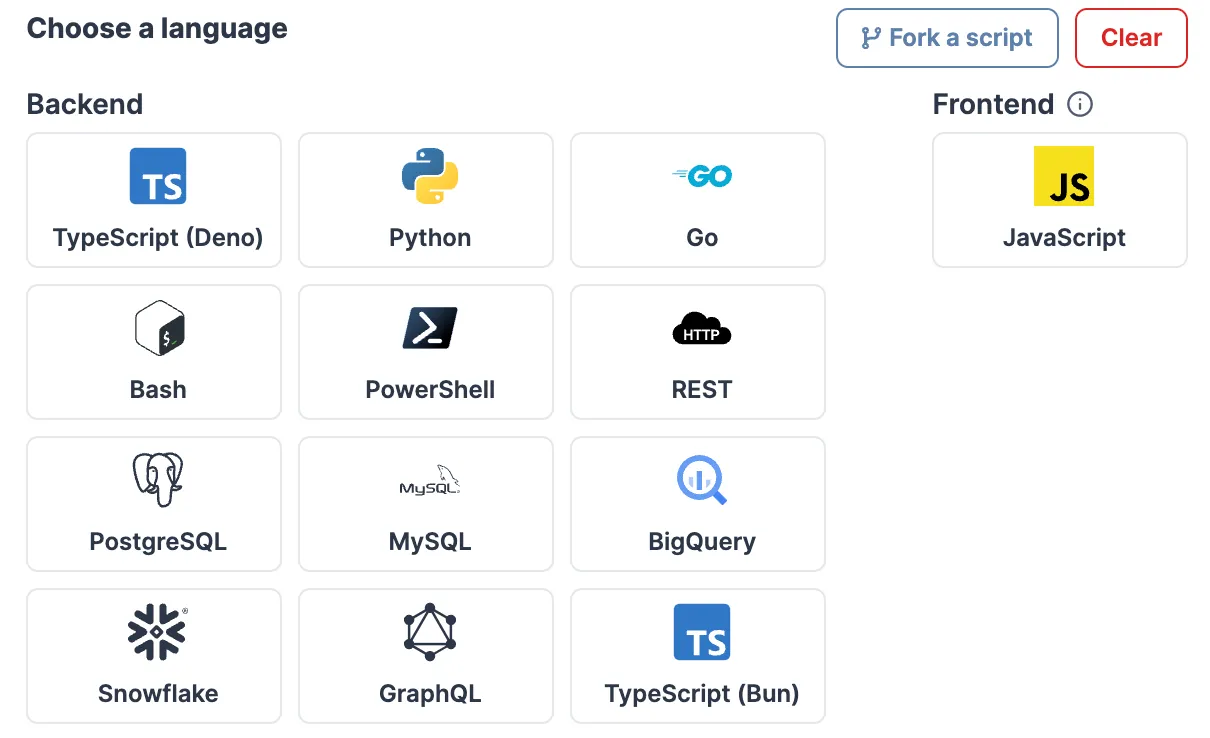 Choose a language
Fork a script
Clear
Backend
Frontend
TS
TypeScript (Deno)
Python
GO
Go
JS
JavaScript
$_
Bash
PowerShell
HTTP
REST
PostgreSQL
MySQL®
MySQL
BigQuery
®
Snowflake
GraphQL
TS
TypeScript (Bun)